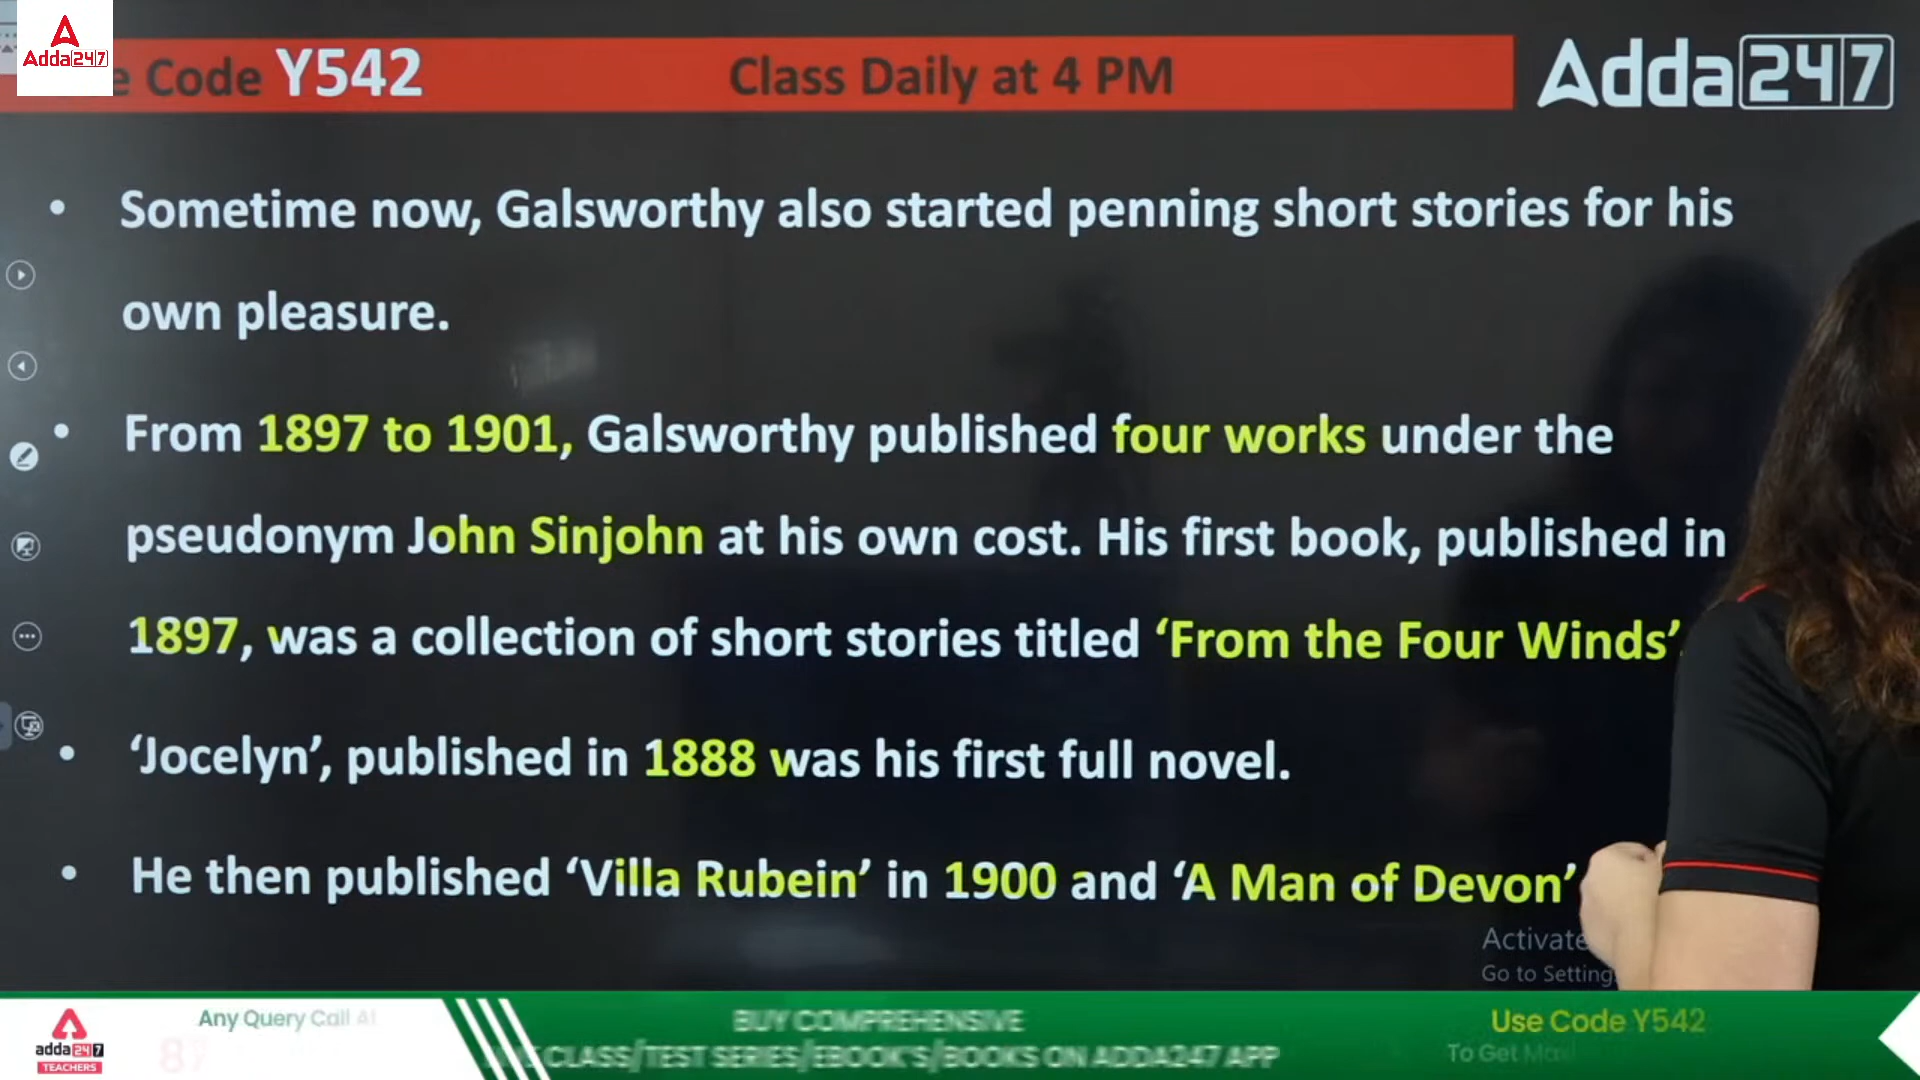 Adda247
e Code Y542
Class Daily at 4 PM
Adda247
• Sometime now, Galsworthy also started penning short stories for his
own pleasure.
• From 1897 to 1901, Galsworthy published four works under the
pseudonym John Sinjohn at his own cost. His first book, published in
1897, was a collection of short stories titled ‘From the Four Winds’.
• ‘Jocelyn’, published in 1888 was his first full novel.
• He then published ‘Villa Rubein’ in 1900 and ‘A Man of Devon’
Activate
Go to Setting
adda247
TEACHERS
Any Query Call At
BUY COMPREHENSIVE
CLASS/TEST SERIES/EBOOK'S/BOOKS ON ADDA247 APP
Use Code Y542
To Get